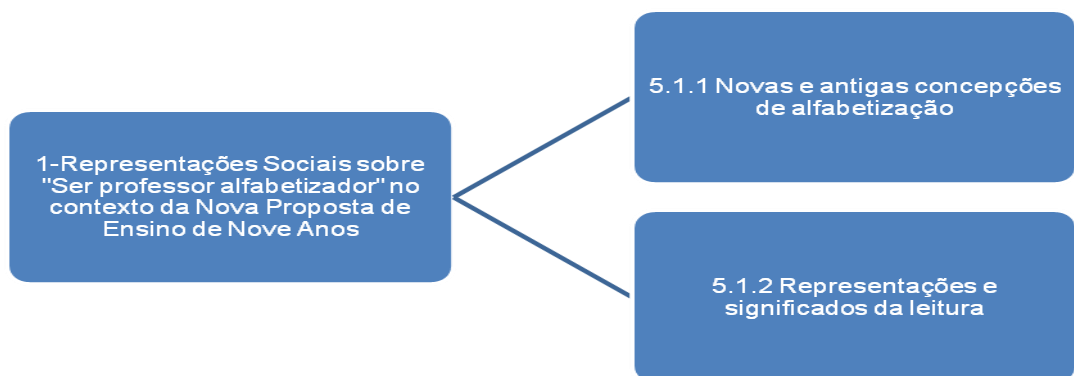 1-Representações Sociais sobre
"Ser professor alfabetizador" no
contexto da Nova Proposta de
Ensino de Nove Anos
5.1.1 Novas e antigas concepções
de alfabetização
5.1.2 Representações e
significados da leitura